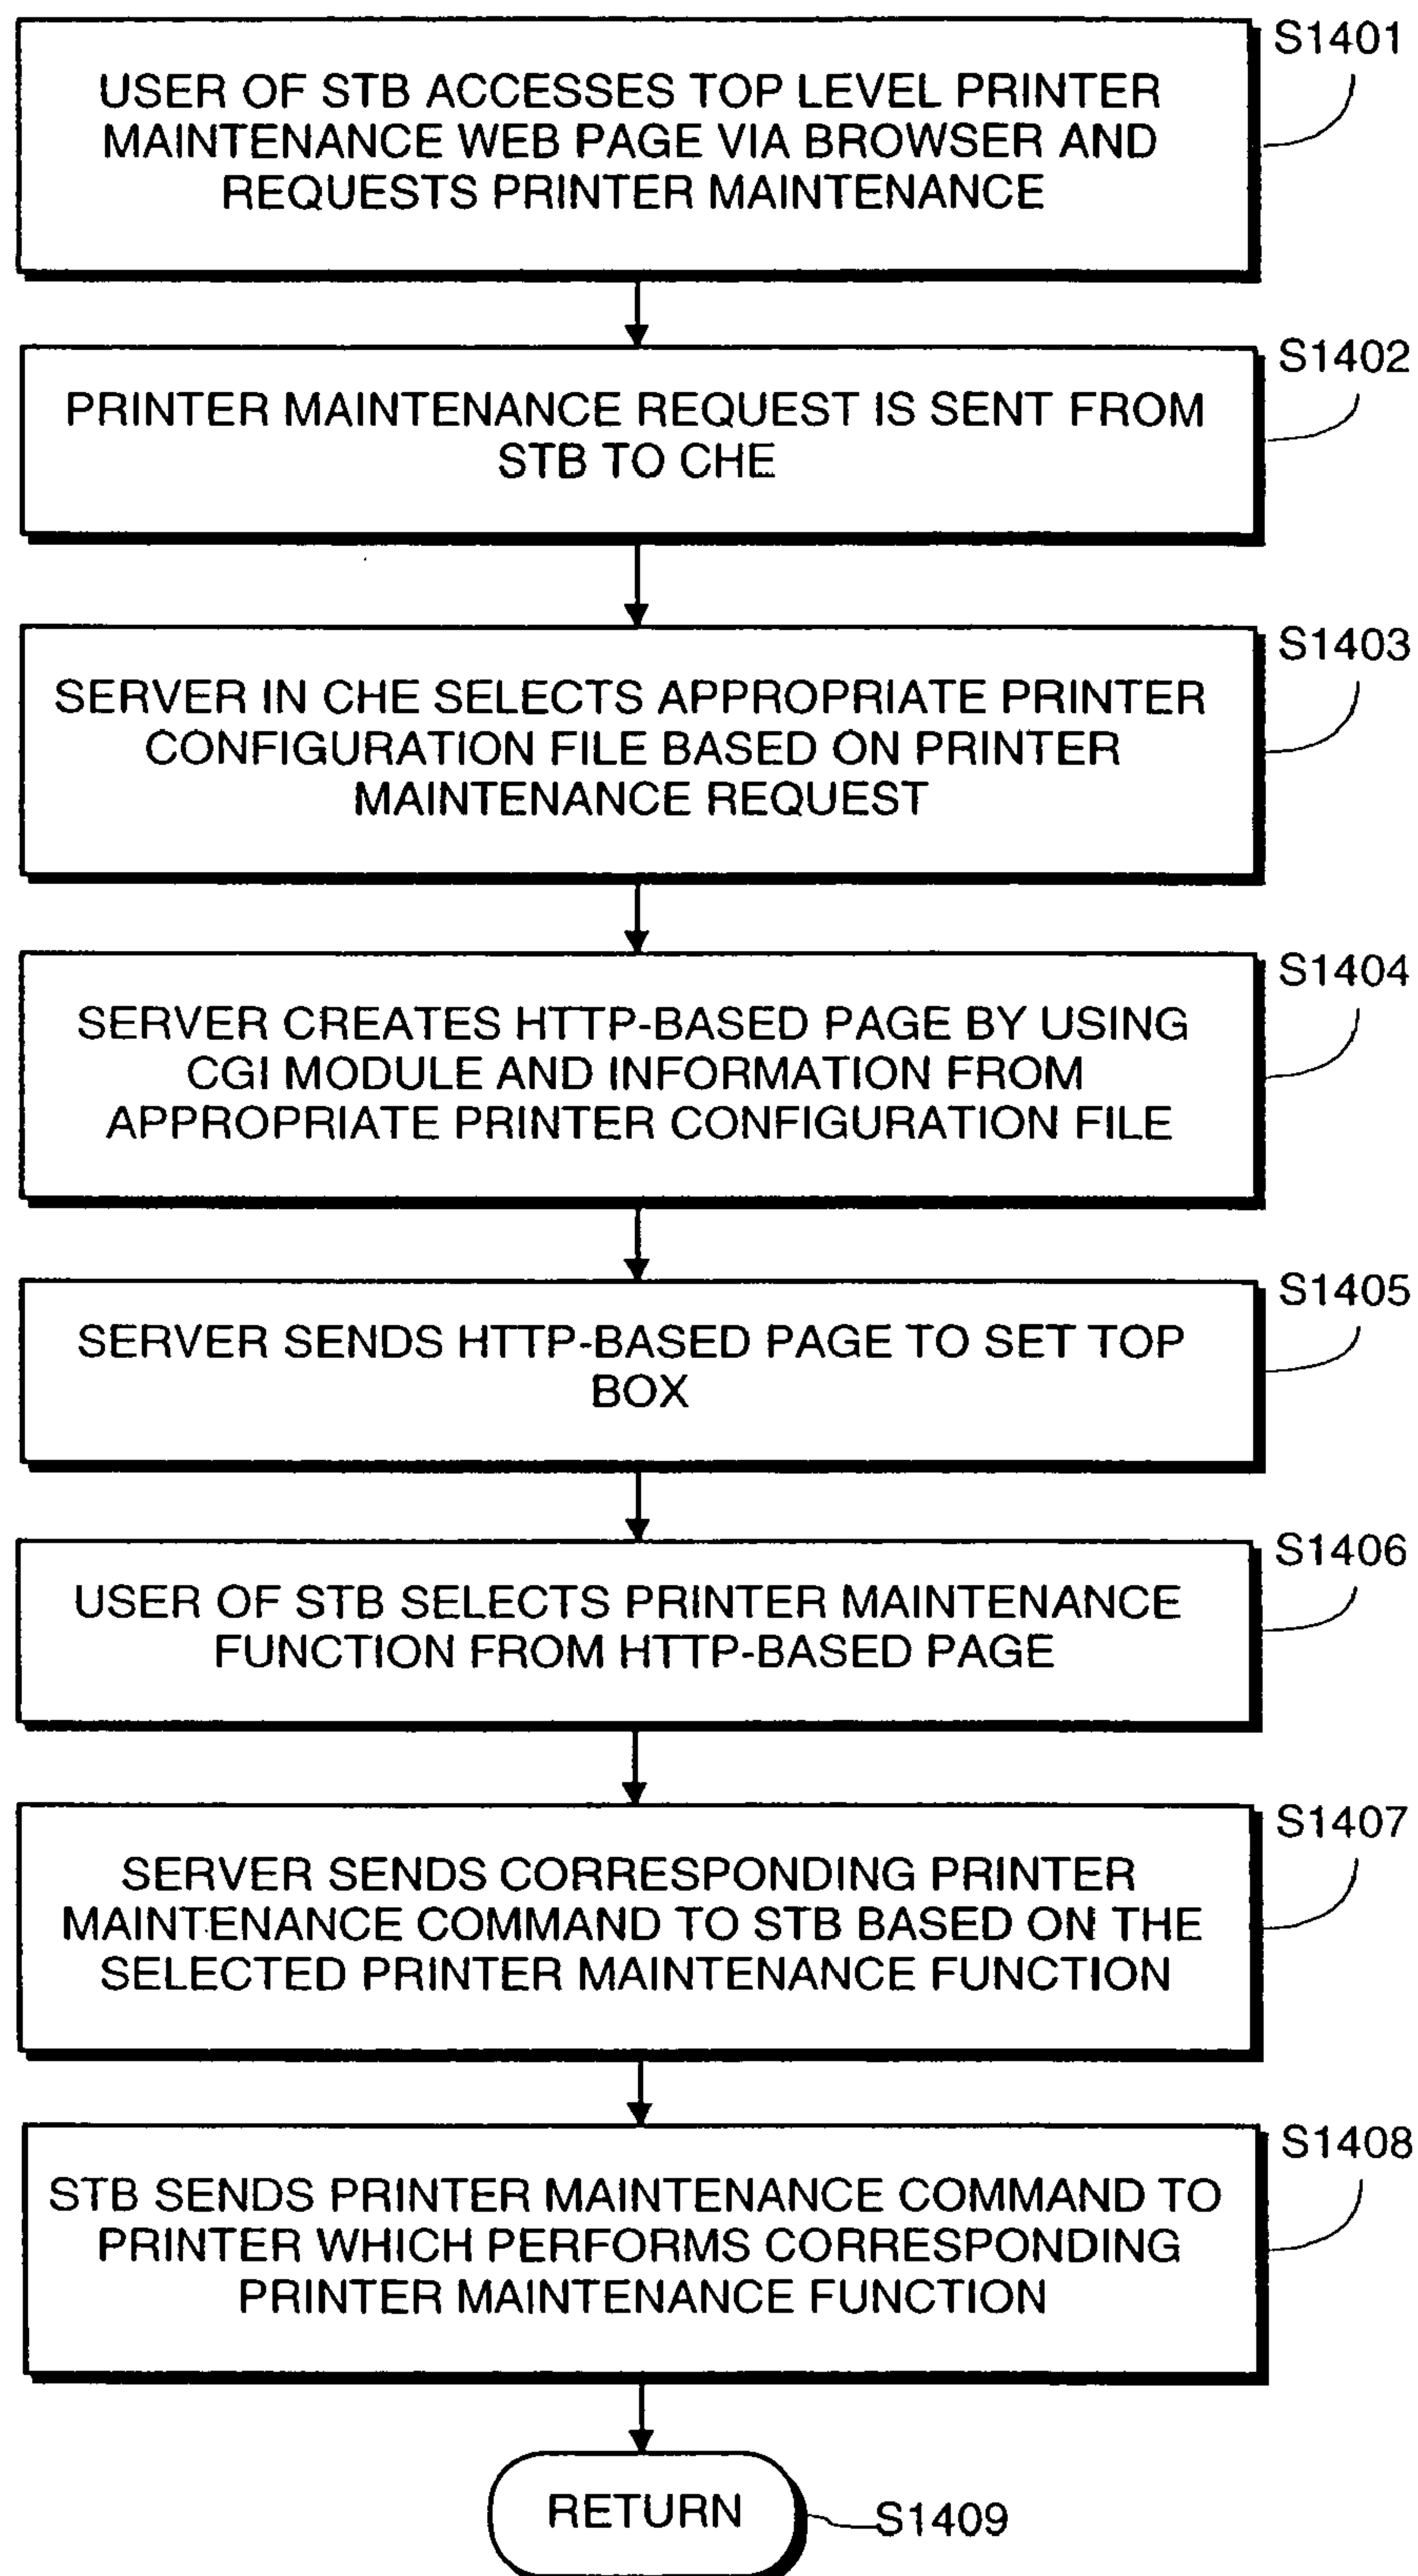 S1401
USER OF STB ACCESSES TOP LEVEL PRINTER
MAINTENANCE WEB PAGE VIA BROWSER AND
REQUESTS PRINTER MAINTENANCE
S1402
PRINTER MAINTENANCE REQUEST IS SENT FROM
STB TO CHE
S1403
SERVER IN CHE SELECTS APPROPRIATE PRINTER
CONFIGURATION FILE BASED ON PRINTER
MAINTENANCE REQUEST
S1404
SERVER CREATES HTTP-BASED PAGE BY USING
CGI MODULE AND INFORMATION FROM
APPROPRIATE PRINTER CONFIGURATION FILE
S1405
SERVER SENDS HTTP-BASED PAGE TO SET TOP
BOX
S1406
USER OF STB SELECTS PRINTER MAINTENANCE
FUNCTION FROM HTTP-BASED PAGE
S1407
SERVER SENDS CORRESPONDING PRINTER
MAINTENANCE COMMAND TO STB BASED ON THE
SELECTED PRINTER MAINTENANCE FUNCTION
S1408
STB SENDS PRINTER MAINTENANCE COMMAND TO
PRINTER WHICH PERFORMS CORRESPONDING
PRINTER MAINTENANCE FUNCTION
RETURN
S1409